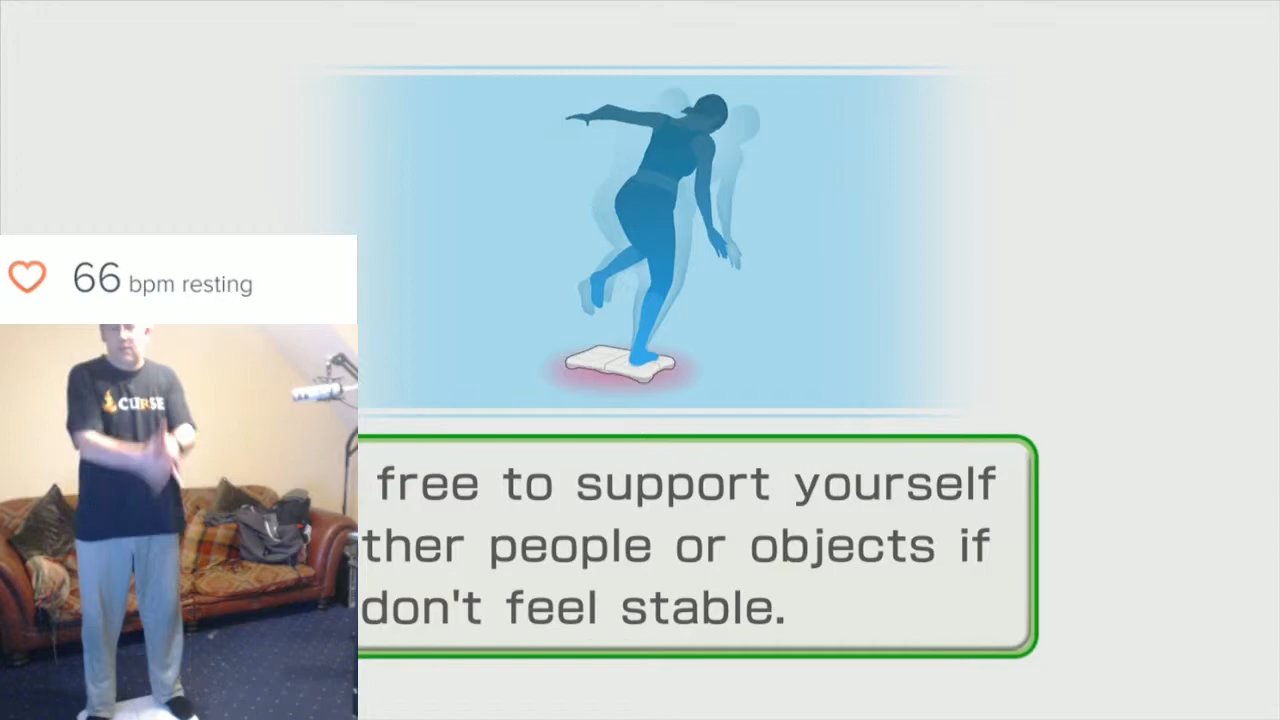 66 bpm resting
CURSE
free to support yourself
ther people or objects if
don't feel stable.